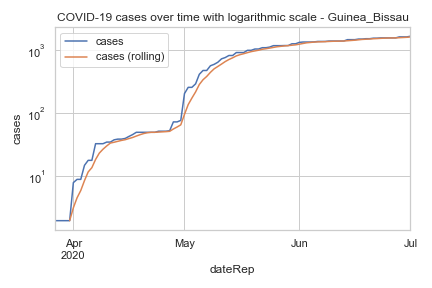 COVID-19 cases over time with logarithmic scale - Guinea_Bissau
cases
cases (rolling)
10³
10²
10¹
cases
Apr
2020
May
Jun
Jul
dateRep